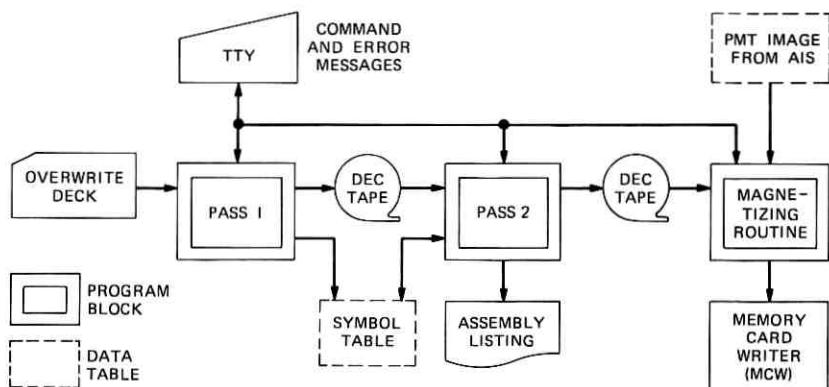 TTY
COMMAND
AND ERROR
MESSAGES
PMT IMAGE
FROM AIS
OVERWRITE
DECK
PASS 1
DEC
TAPE
PASS 2
DEC
TAPE
MAGNE-
TIZING
ROUTINE
PROGRAM
BLOCK
DATA
TABLE
SYMBOL
TABLE
ASSEMBLY
LISTING
MEMORY
CARD
WRITER
(MCW)